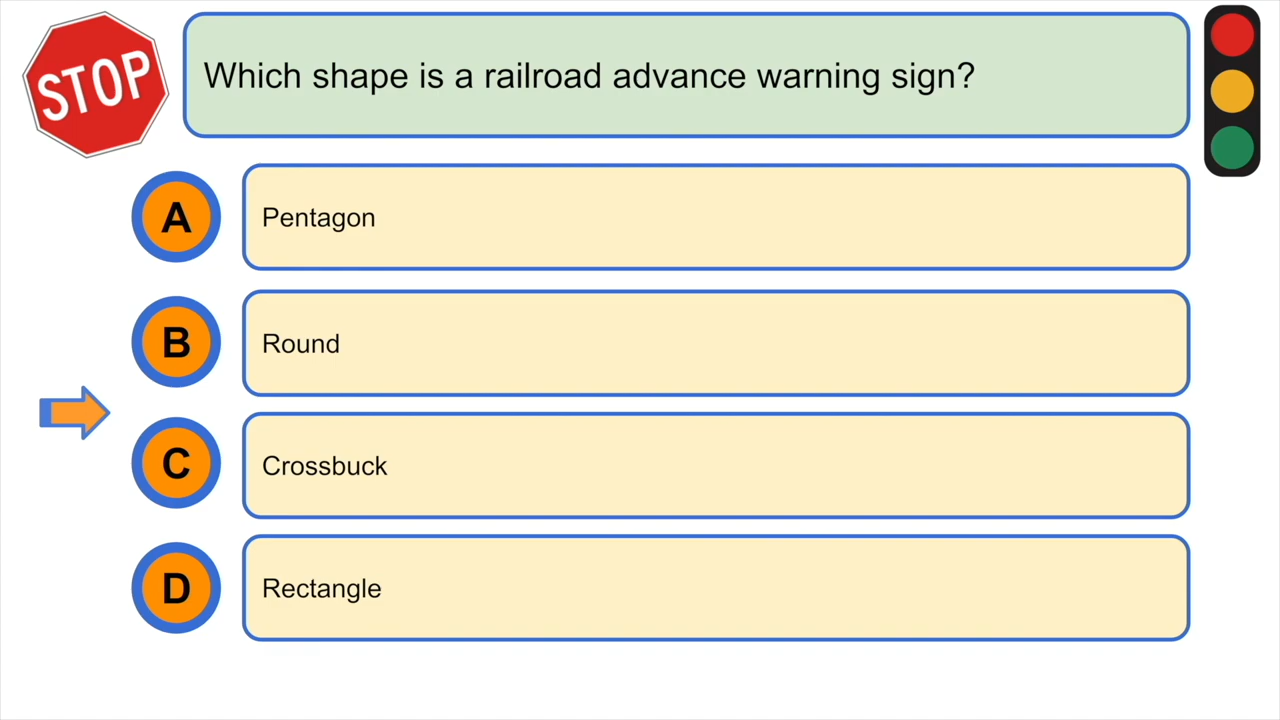 STOP
Which shape is a railroad advance warning sign?
A
Pentagon
B
Round
C
Crossbuck
D
Rectangle